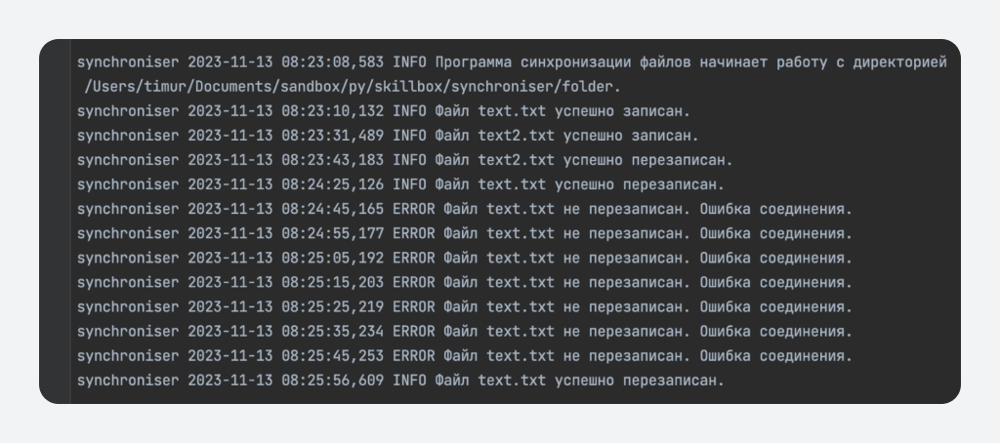 synchroniser 2023-11-13 08:23:08,583 INFO Программа синхронизации файлов начинает работу с директорией
/Users/timur/Documents/sandbox/py/skillbox/synchroniser/folder.
synchroniser 2023-11-13 08:23:10,132 INFO Файл text.txt успешно записан.
synchroniser 2023-11-13 08:23:31,489 INFO Файл text2.txt успешно записан.
synchroniser 2023-11-13 08:23:43,183 INFO Файл text2.txt успешно перезаписан.
synchroniser 2023-11-13 08:24:25,126 INFO Файл text.txt успешно перезаписан.
synchroniser 2023-11-13 08:24:45,165 ERROR Файл text.txt не перезаписан. Ошибка соединения.
synchroniser 2023-11-13 08:24:55,177 ERROR Файл text.txt не перезаписан. Ошибка соединения.
synchroniser 2023-11-13 08:25:05,192 ERROR Файл text.txt не перезаписан. Ошибка соединения.
synchroniser 2023-11-13 08:25:15,203 ERROR Файл text.txt не перезаписан. Ошибка соединения.
synchroniser 2023-11-13 08:25:25,219 ERROR Файл text.txt не перезаписан. Ошибка соединения.
synchroniser 2023-11-13 08:25:35,234 ERROR Файл text.txt не перезаписан. Ошибка соединения.
synchroniser 2023-11-13 08:25:45,253 ERROR Файл text.txt не перезаписан. Ошибка соединения.
synchroniser 2023-11-13 08:25:56,609 INFO Файл text.txt успешно перезаписан.